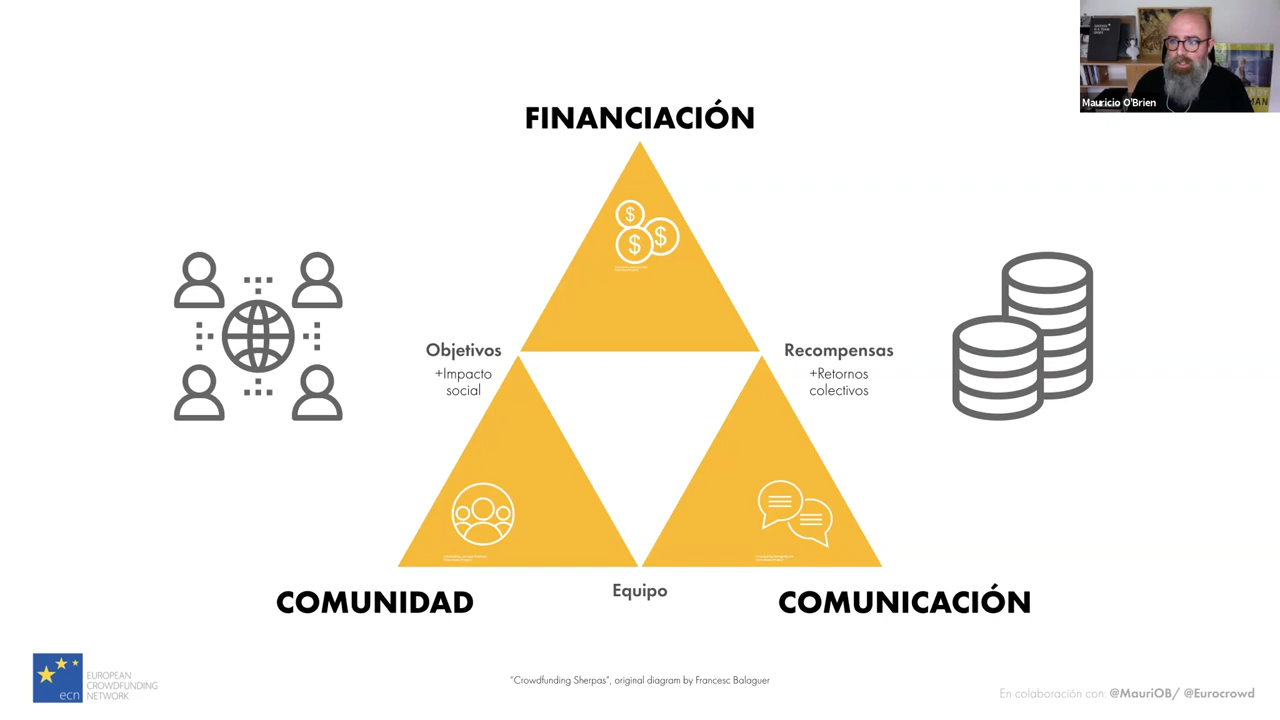 Mauricio O'Brien
FINANCIACIÓN
$
$
$
Objetivos
+Impacto
social
Recompensas
+Retornos
colectivos
COMUNIDAD
Equipo
COMUNICACIÓN
ecn
EUROPEAN
CROWDFUNDING
NETWORK
"Crowdfunding Sherpas", original diagram by Francesc Balaguer
En colaboración con: @MauriOB/ @Eurocrowd